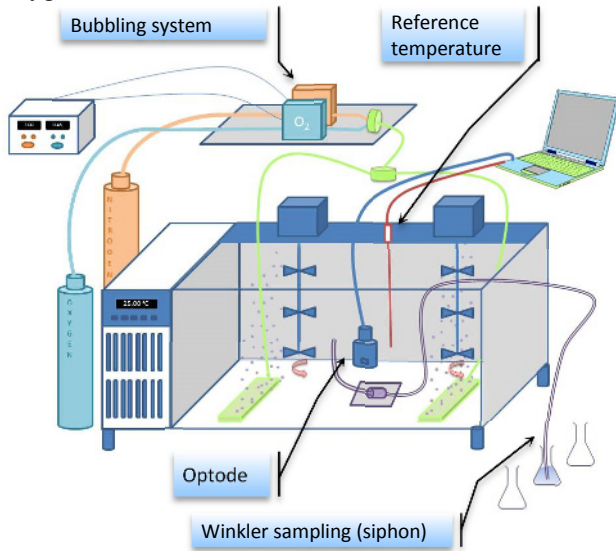 Bubbling system
Reference
temperature
O2
NITROGEN
OXYGEN
25.00 °C
Optode
Winkler sampling (siphon)